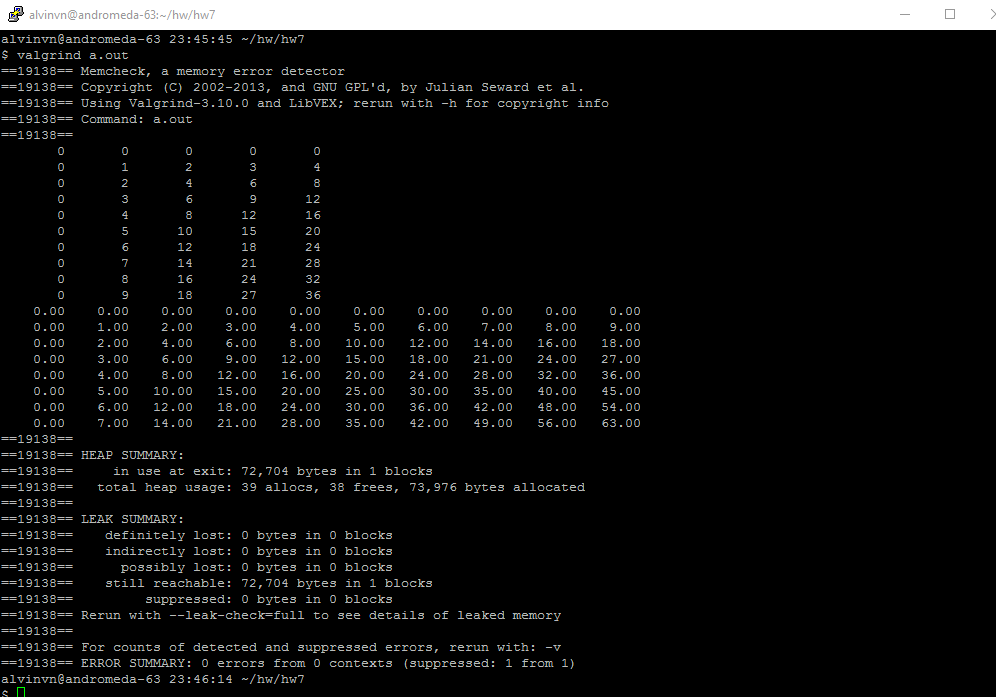 alvinvn@andromeda-63:~/hw/hw7
alvinvn@andromeda-63 23:45:45 ~/hw/hw7
$ valgrind a.out
==19138== Memcheck, a memory error detector
==19138== Copyright (C) 2002-2013, and GNU GPL'd, by Julian Seward et al.
==19138== Using Valgrind-3.10.0 and LibVEX; rerun with -h for copyright info
==19138== Command: a.out
==19138==
       0       0       0       0       0
       0       1       2       3       4
       0       2       4       6       8
       0       3       6       9      12
       0       4       8      12      16
       0       5      10      15      20
       0       6      12      18      24
       0       7      14      21      28
       0       8      16      24      32
       0       9      18      27      36
    0.00    0.00    0.00    0.00    0.00    0.00    0.00    0.00    0.00    0.00
    0.00    1.00    2.00    3.00    4.00    5.00    6.00    7.00    8.00    9.00
    0.00    2.00    4.00    6.00    8.00   10.00   12.00   14.00   16.00   18.00
    0.00    3.00    6.00    9.00   12.00   15.00   18.00   21.00   24.00   27.00
    0.00    4.00    8.00   12.00   16.00   20.00   24.00   28.00   32.00   36.00
    0.00    5.00   10.00   15.00   20.00   25.00   30.00   35.00   40.00   45.00
    0.00    6.00   12.00   18.00   24.00   30.00   36.00   42.00   48.00   54.00
    0.00    7.00   14.00   21.00   28.00   35.00   42.00   49.00   56.00   63.00
==19138==
==19138== HEAP SUMMARY:
==19138==     in use at exit: 72,704 bytes in 1 blocks
==19138==   total heap usage: 39 allocs, 38 frees, 73,976 bytes allocated
==19138==
==19138== LEAK SUMMARY:
==19138==    definitely lost: 0 bytes in 0 blocks
==19138==    indirectly lost: 0 bytes in 0 blocks
==19138==      possibly lost: 0 bytes in 0 blocks
==19138==    still reachable: 72,704 bytes in 1 blocks
==19138==         suppressed: 0 bytes in 0 blocks
==19138== Rerun with --leak-check=full to see details of leaked memory
==19138==
==19138== For counts of detected and suppressed errors, rerun with: -v
==19138== ERROR SUMMARY: 0 errors from 0 contexts (suppressed: 1 from 1)
alvinvn@andromeda-63 23:46:14 ~/hw/hw7
$